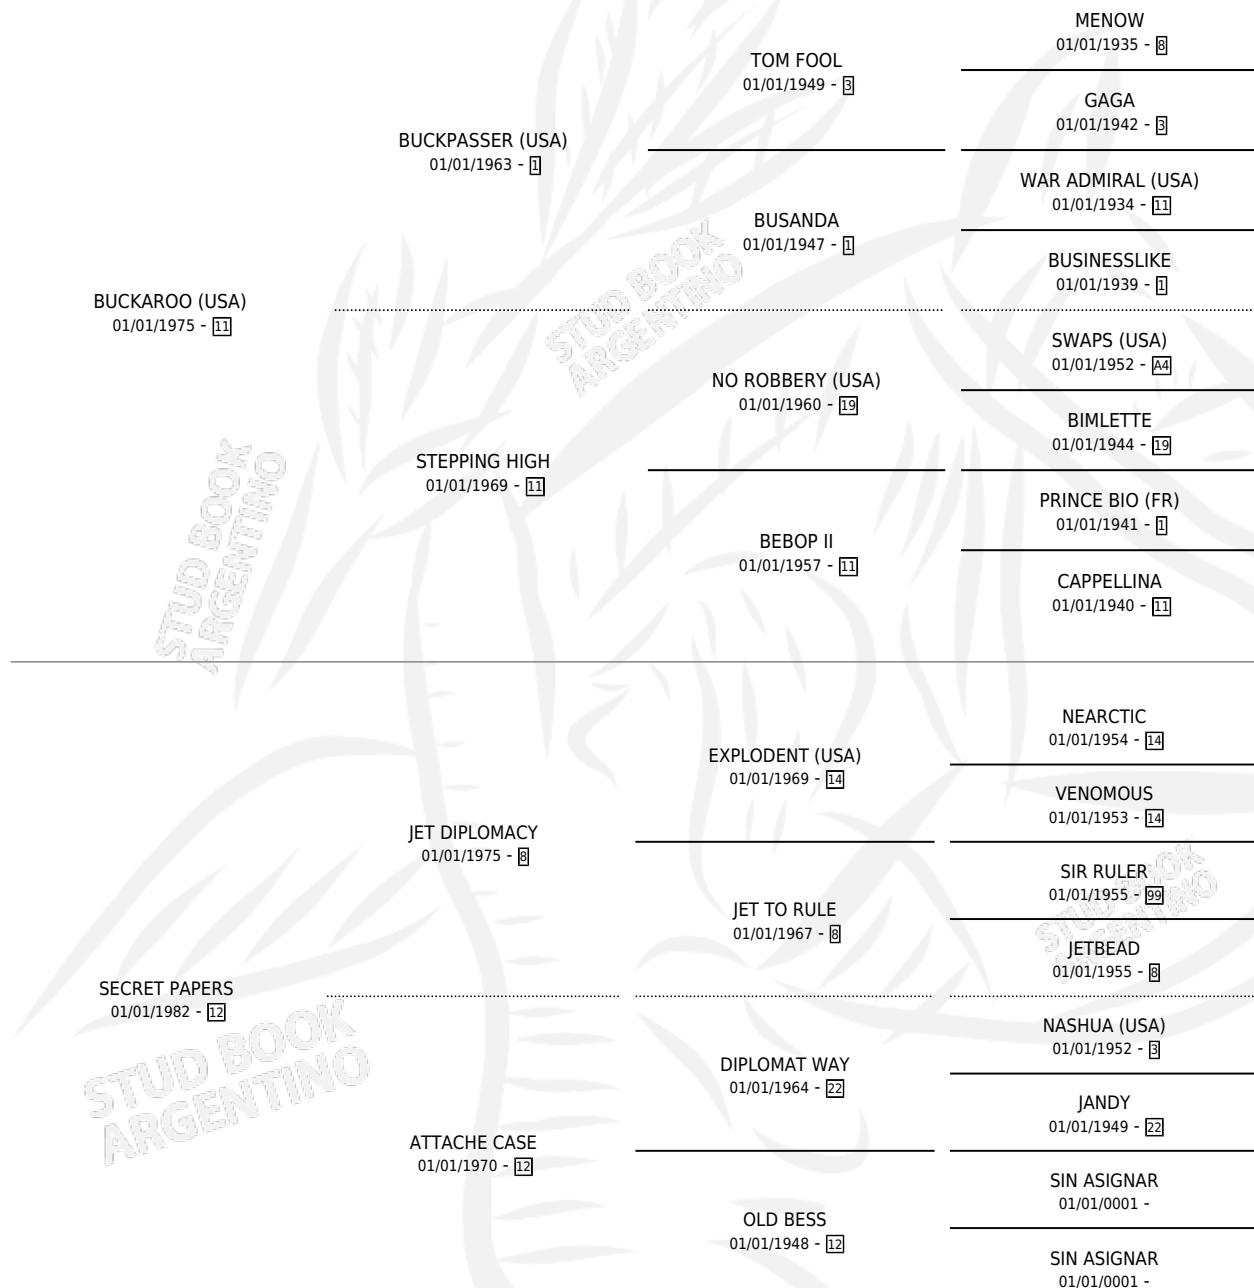 MENOW
01/01/1935 - 8
TOM FOOL
01/01/1949 - 3
GAGA
01/01/1942 - 3
BUCKPASSER (USA)
01/01/1963 - 1
WAR ADMIRAL (USA)
01/01/1934 - 11
BUSANDA
01/01/1947 - 1
BUSINESSLIKE
01/01/1939 - 1
BUCKAROO (USA)
01/01/1975 - 11
SWAPS (USA)
01/01/1952 - A4
NO ROBBERY (USA)
01/01/1960 - 19
BIMLETTE
01/01/1944 - 19
STEPPING HIGH
01/01/1969 - 11
PRINCE BIO (FR)
01/01/1941 - 1
BEBOP II
01/01/1957 - 11
CAPPELLINA
01/01/1940 - 11
NEARCTIC
01/01/1954 - 14
EXPLODENT (USA)
01/01/1969 - 14
VENOMOUS
01/01/1953 - 14
JET DIPLOMACY
01/01/1975 - 8
SIR RULER
01/01/1955 - 99
JET TO RULE
01/01/1967 - 8
JETBEAD
01/01/1955 - 8
SECRET PAPERS
01/01/1982 - 12
NASHUA (USA)
01/01/1952 - 3
DIPLOMAT WAY
01/01/1964 - 22
JANDY
01/01/1949 - 22
ATTACHE CASE
01/01/1970 - 12
SIN ASIGNAR
01/01/0001 -
OLD BESS
01/01/1948 - 12
SIN ASIGNAR
01/01/0001 -
STUD BOOK
ARGENTINO
STUD BOOK
ARGENTINO
STUD BOOK
ARGENTINO
STUD BOOK
ARGENTINO